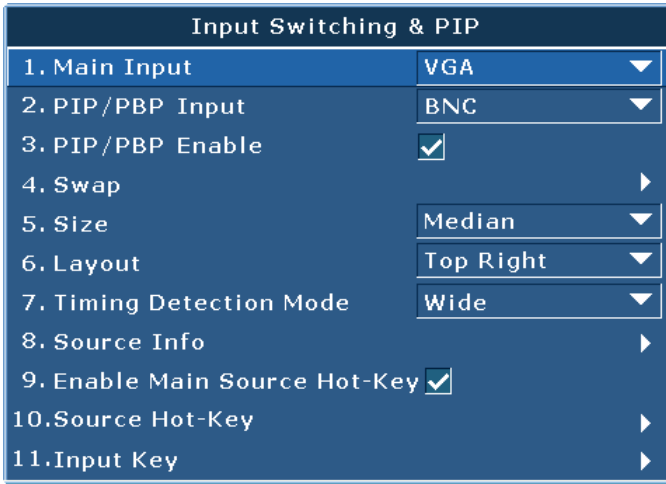 Input Switching & PIP
1. Main Input VGA
2. PIP/PBP Input BNC
3. PIP/PBP Enable
4. Swap
5. Size Median
6. Layout Top Right
7. Timing Detection Mode Wide
8. Source Info
9. Enable Main Source Hot-Key
10.Source Hot-Key
11.Input Key